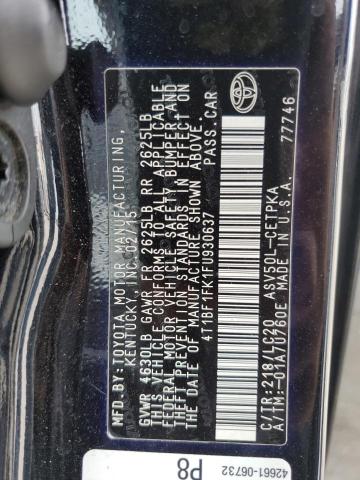 MFD.BY:TOYOTA MOTOR MANUFACTURING,
KENTUCKY, INC.02/15
GVWR 4630LB GAWR FR 2625LB RR 2625LB
THIS VEHICLE CONFORMS TO ALL APPLICABLE
FEDERAL MOTOR VEHICLE SAFETY, BUMPER, AND
THEFT PREVENTION STANDARDS IN EFFECT ON
THE DATE OF MANUFACTURE SHOWN ABOVE.
4T1BF1FK1FU930637 PASS.CAR
C/TR:218/LC20 ASV50L-CETPKA
A/TM:-01A/U760E MADE IN U.S.A. 77746
42661-06732
P8